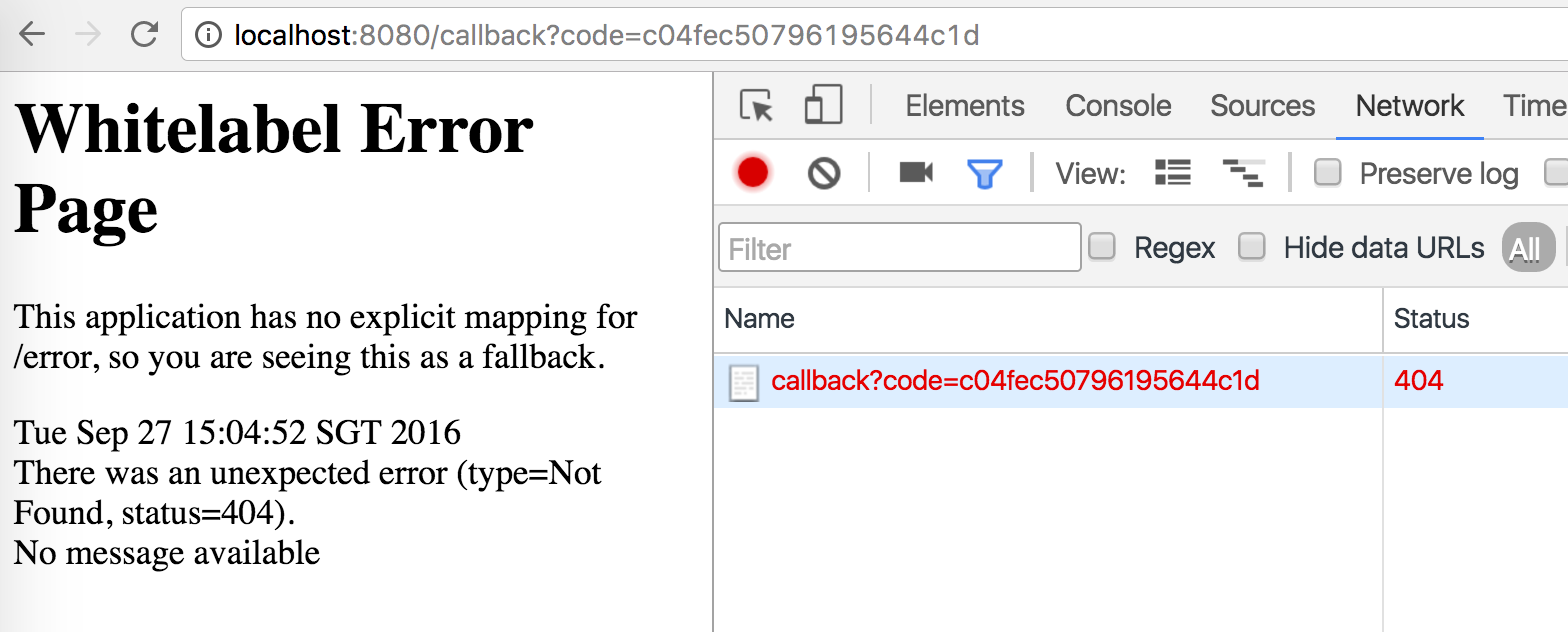 localhost:8080/callback?code=c04fec50796195644c1d
Whitelabel Error
Page
This application has no explicit mapping for
/error, so you are seeing this as a fallback.
Tue Sep 27 15:04:52 SGT 2016
There was an unexpected error (type=Not
Found, status=404).
No message available
Elements Console Sources Network Time
View: Preserve log
Filter Regex Hide data URLs All
Name Status
callback?code=c04fec50796195644c1d 404